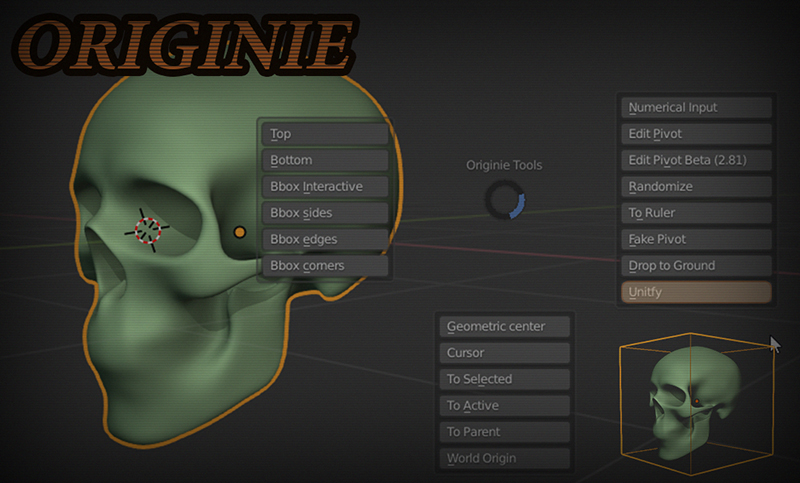 ORIGINIE
Top
Bottom
Bbox Interactive
Bbox sides
Bbox edges
Bbox corners
Originie Tools
Numerical Input
Edit Pivot
Edit Pivot Beta (2.81)
Randomize
To Ruler
Fake Pivot
Drop to Ground
Unitfy
Geometric center
Cursor
To Selected
To Active
To Parent
World Origin